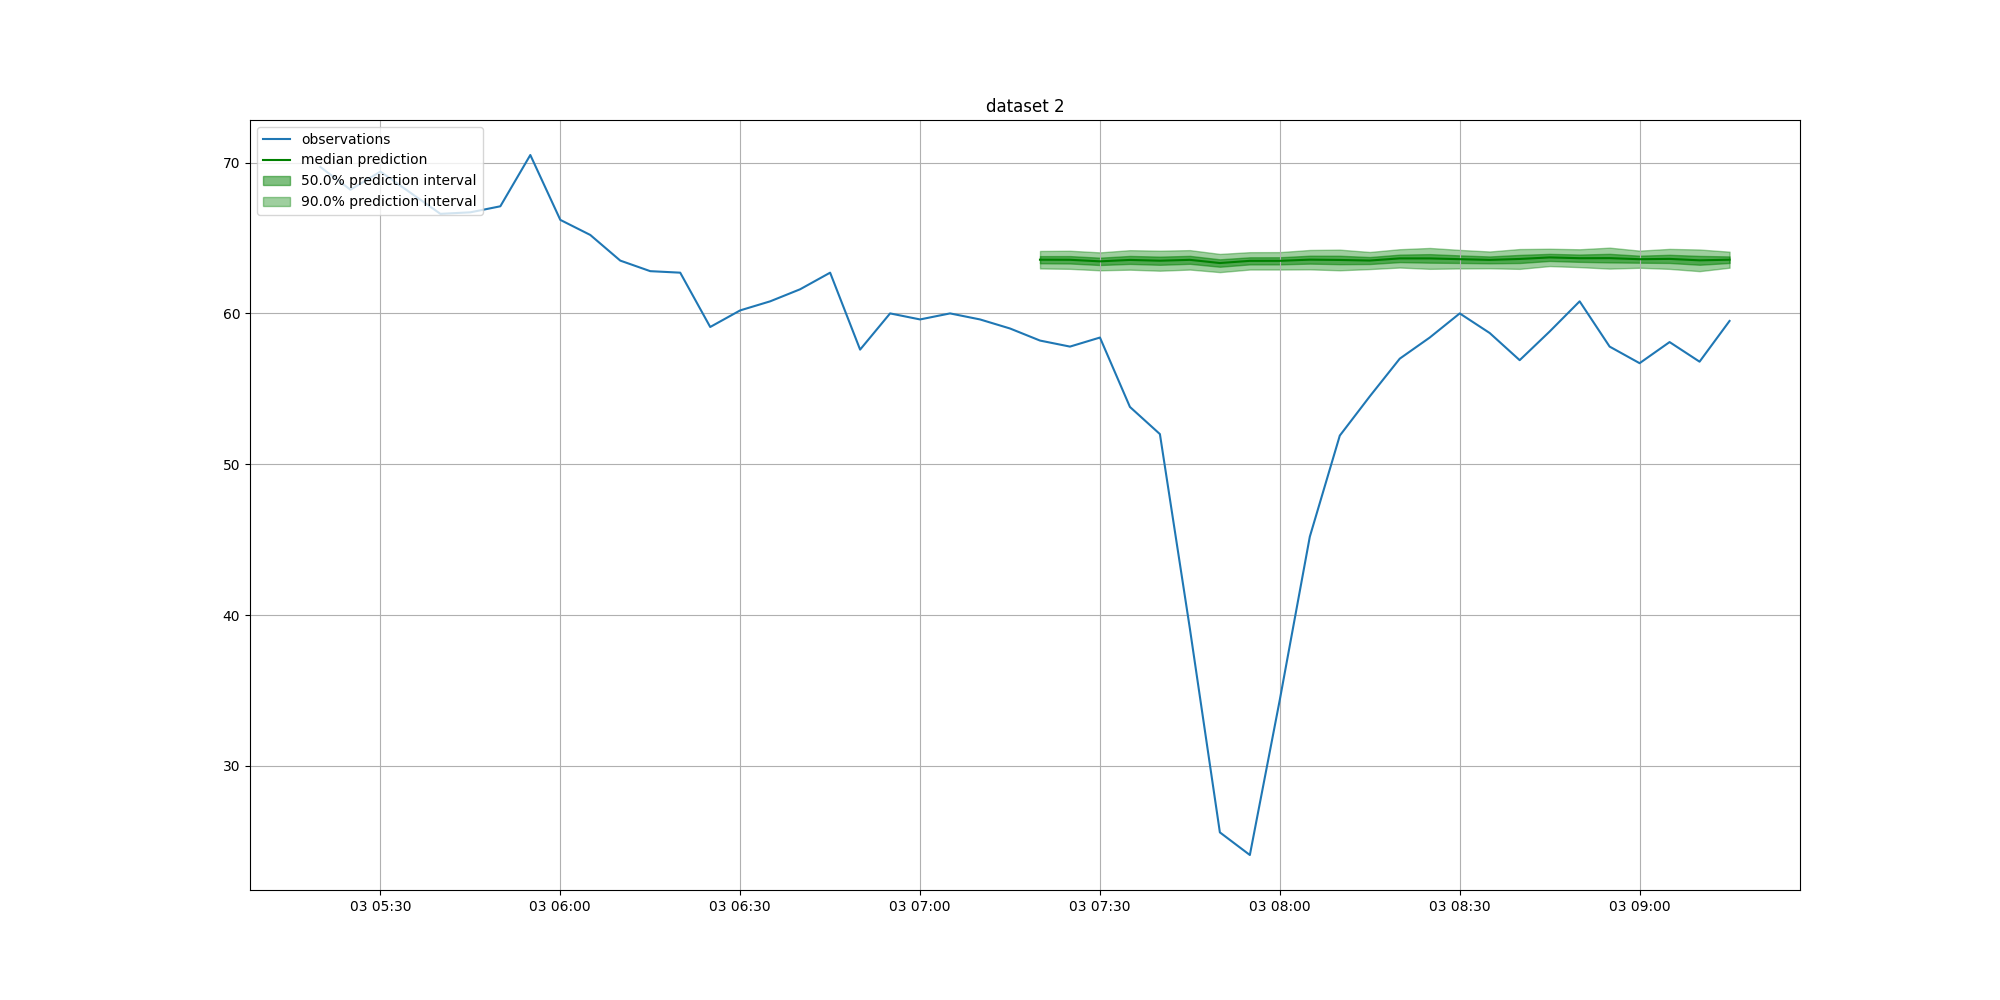 dataset 2
observations
median prediction
50.0% prediction interval
90.0% prediction interval
70
60
50
40
30
03 05:30
03 06:00
03 06:30
03 07:00
03 07:30
03 08:00
03 08:30
03 09:00